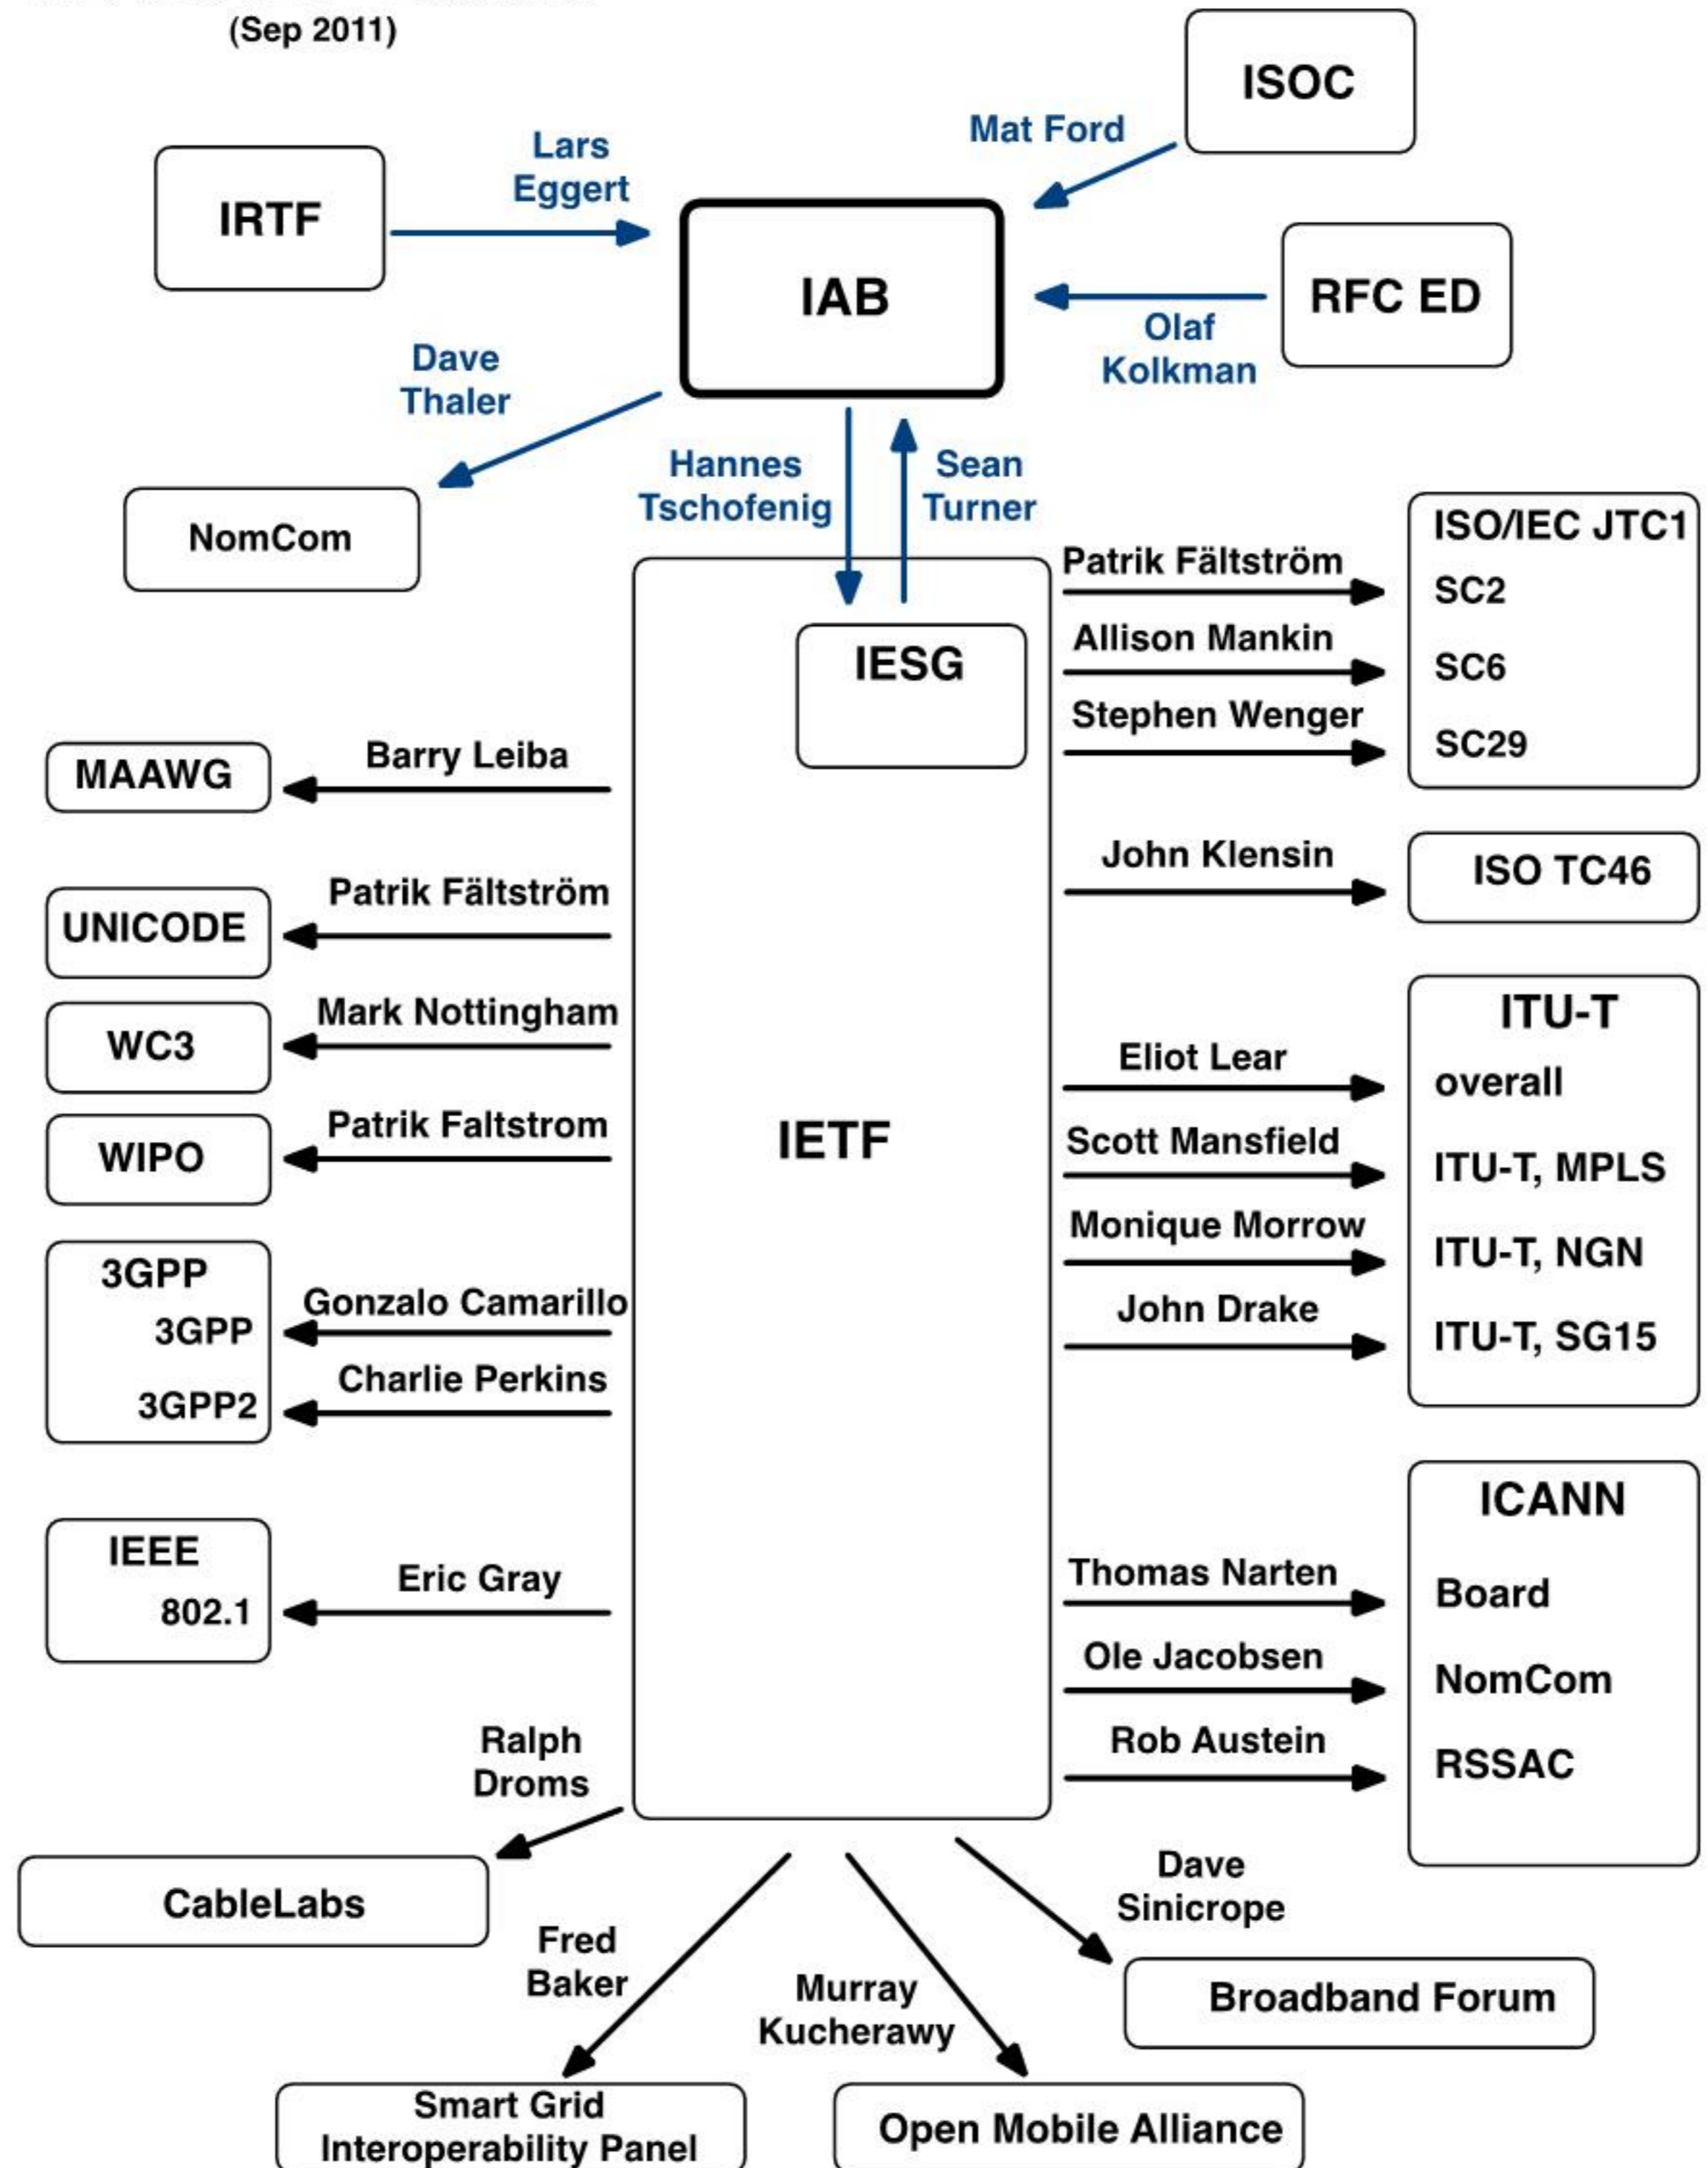 (Sep 2011)
ISOC
Mat Ford
Lars
Eggert
IRTF
IAB
RFC ED
Olaf
Kolkman
Dave
Thaler
NomCom
Hannes
Tschofenig
Sean
Turner
IESG
IETF
Patrik Fältström
Allison Mankin
Stephen Wenger
ISO/IEC JTC1
SC2
SC6
SC29
John Klensin
ISO TC46
Eliot Lear
Scott Mansfield
Monique Morrow
John Drake
ITU-T
overall
ITU-T, MPLS
ITU-T, NGN
ITU-T, SG15
Thomas Narten
Ole Jacobsen
Rob Austein
ICANN
Board
NomCom
RSSAC
MAAWG
Barry Leiba
UNICODE
Patrik Fältström
WC3
Mark Nottingham
WIPO
Patrik Faltstrom
3GPP
3GPP
Gonzalo Camarillo
3GPP2
Charlie Perkins
IEEE
802.1
Eric Gray
Ralph
Droms
CableLabs
Fred
Baker
Smart Grid
Interoperability Panel
Murray
Kucherawy
Open Mobile Alliance
Dave
Sinicrope
Broadband Forum